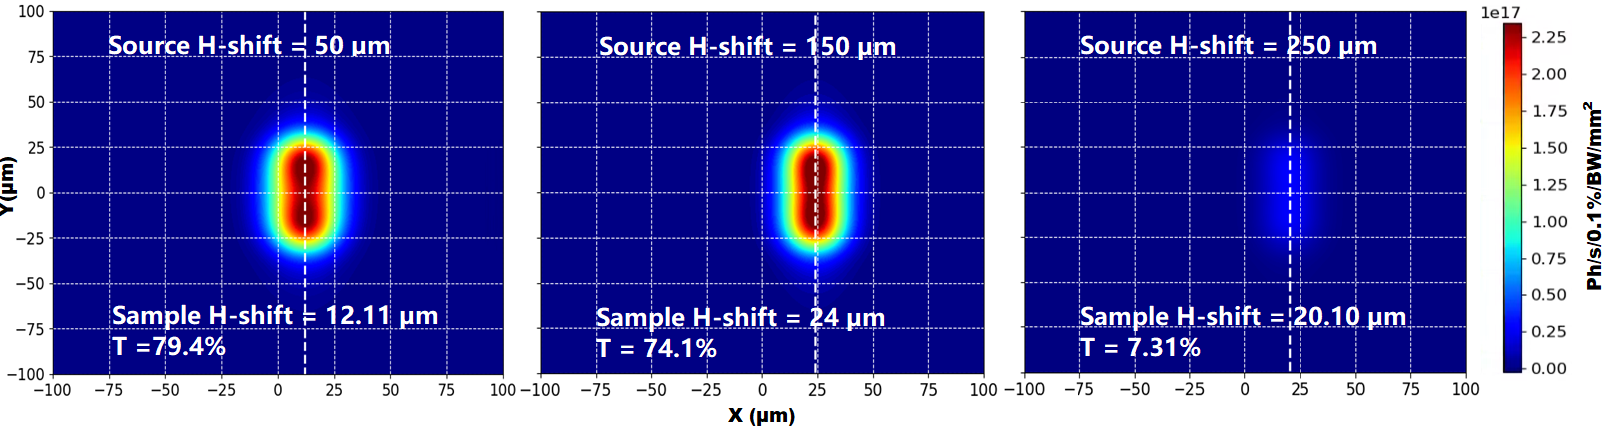 Source H-shift = 50 μm
Source H-shift = 150 μm
Source H-shift = 250 μm
Sample H-shift = 12.11 μm
T =79.4%
Sample H-shift = 24 μm
T = 74.1%
Sample H-shift = 20.10 μm
T = 7.31%
Y(μm)
100
75
50
25
0
−25
−50
−75
−100
−100 −75 −50 −25 0 25 50 75 100
−100 −75 −50 −25 0 25 50 75 100
−100 −75 −50 −25 0 25 50 75 100
X (μm)
1e17
2.25
2.00
1.75
1.50
1.25
1.00
0.75
0.50
0.25
0.00
Ph/s/0.1%/BW/mm²